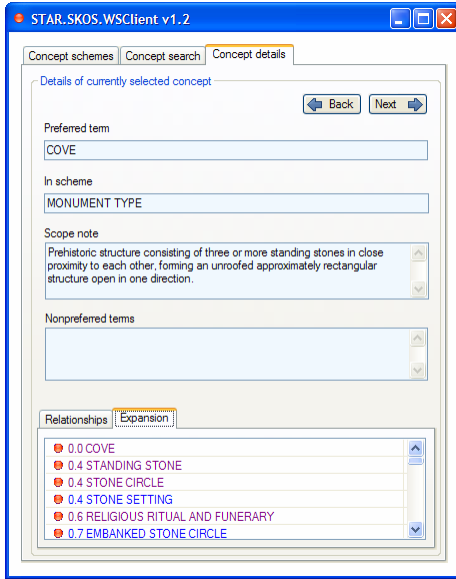 STAR.SKOS.WSClient v1.2
Concept schemes Concept search Concept details
Details of currently selected concept
Back Next
Preferred term
COVE
In scheme
MONUMENT TYPE
Scope note
Prehistoric structure consisting of three or more standing stones in close
proximity to each other, forming an unroofed approximately rectangular
structure open in one direction.
Nonpreferred terms
Relationships Expansion
0.0 COVE
0.4 STANDING STONE
0.4 STONE CIRCLE
0.4 STONE SETTING
0.6 RELIGIOUS RITUAL AND FUNERARY
0.7 EMBANKED STONE CIRCLE